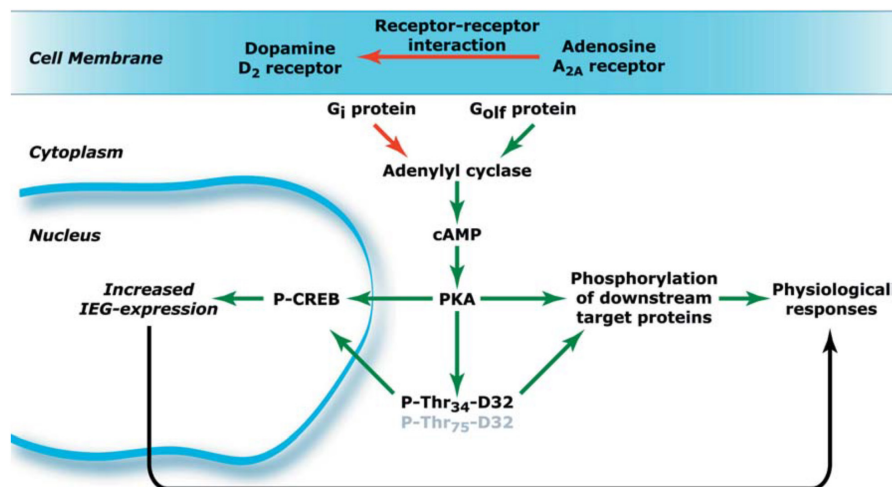 Cell Membrane
Dopamine
D₂ receptor
Receptor–receptor
interaction
Adenosine
A₂A receptor
Gi protein
Golf protein
Cytoplasm
Adenylyl cyclase
Nucleus
cAMP
Increased
IEG-expression
P-CREB
PKA
Phosphorylation
of downstream
target proteins
Physiological
responses
P-Thr₃₄-D32
P-Thr₇₅-D32